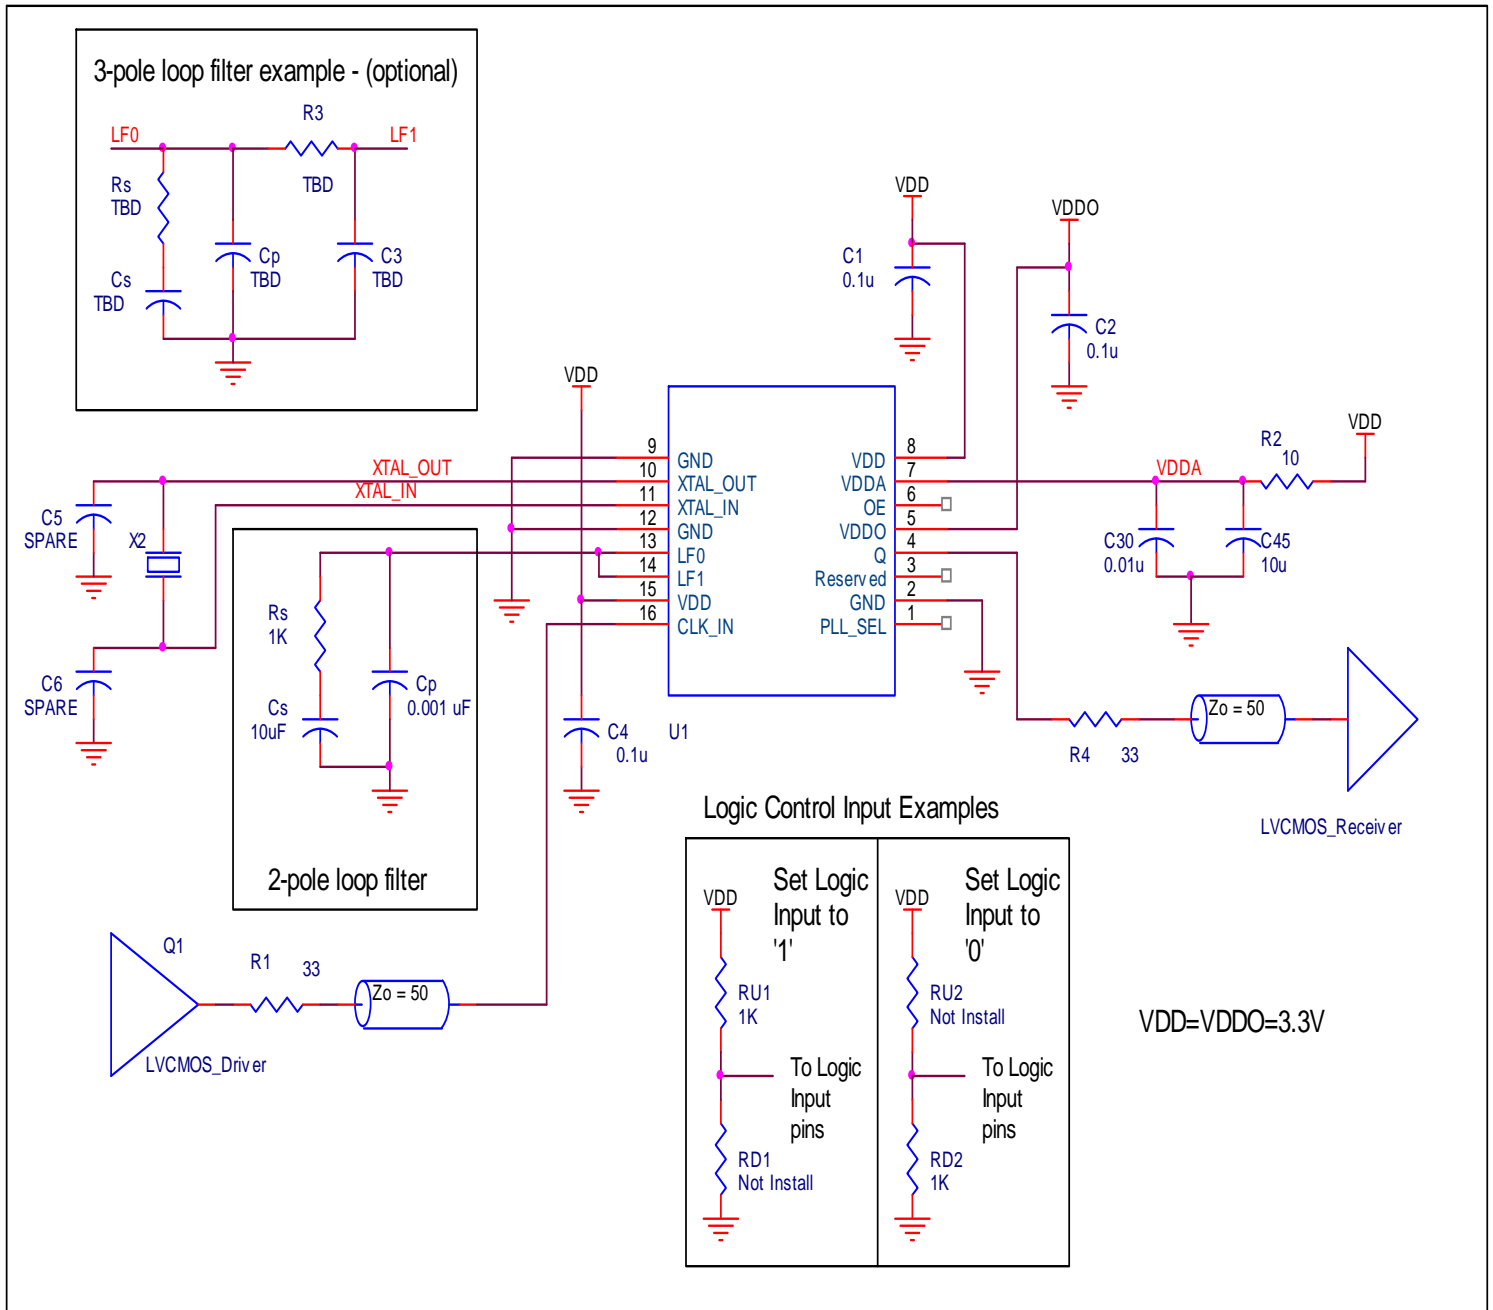 3-pole loop filter example - (optional)
R3
LF0
LF1
TBD
Rs
TBD
Cp
TBD
C3
TBD
Cs
TBD
VDD
C1
0.1u
VDDO
C2
0.1u
VDD
9
GND
10
XTAL_OUT
11
XTAL_IN
12
GND
13
LF0
14
LF1
15
VDD
16
CLK_IN
8
VDD
7
VDDA
6
OE
5
VDDO
4
Q
3
Reserved
2
GND
1
PLL_SEL
U1
XTAL_OUT
XTAL_IN
C5
SPARE
X2
C6
SPARE
Rs
1K
Cs
10uF
Cp
0.001 uF
2-pole loop filter
C4
0.1u
VDD
R2
10
VDDA
C30
0.01u
C45
10u
Zo = 50
R4
33
LVCMOS_Receiver
Q1
R1
33
Zo = 50
LVCMOS_Driver
Logic Control Input Examples
VDD
Set Logic
Input to
'1'
RU1
1K
To Logic
Input
pins
RD1
Not Install
VDD
Set Logic
Input to
'0'
RU2
Not Install
To Logic
Input
pins
RD2
1K
VDD=VDDO=3.3V